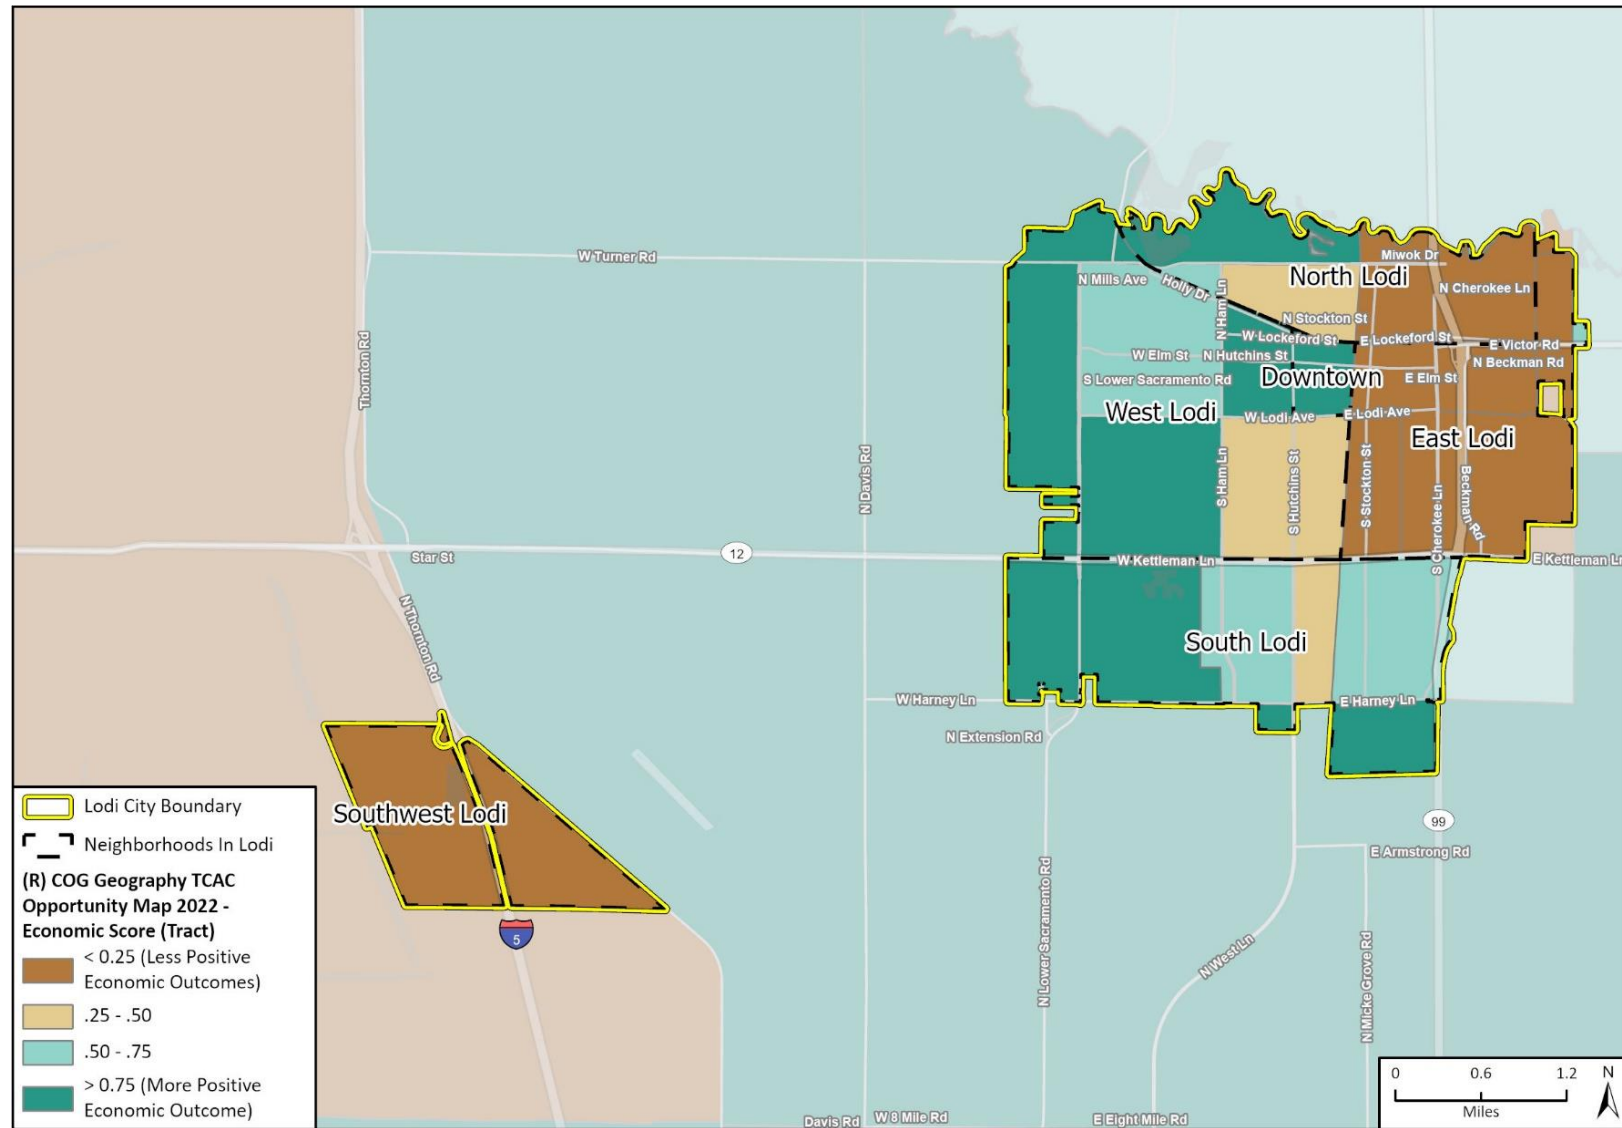 W Turner Rd
Miwok Dr
North Lodi
N Mills Ave
Holly Dr
N Cherokee Ln
N Ham Ln
N Stockton St
W Lockeford St
E Lockeford St
E Victor Rd
W Elm St
N Hutchins St
N Beckman Rd
S Lower Sacramento Rd
Downtown
E Elm St
West Lodi
W Lodi Ave
E Lodi Ave
East Lodi
Thornton Rd
N Davis Rd
S Ham Ln
S Hutchins St
S Stockton St
S Cherokee Ln
Beckman Rd
Star St
12
W Kettleman Ln
E Kettleman Ln
N Thornton Rd
South Lodi
W Harney Ln
E Harney Ln
N Extension Rd
Southwest Lodi
99
E Armstrong Rd
5
N Lower Sacramento Rd
N West Ln
N Micke Grove Rd
Davis Rd
W 8 Mile Rd
E Eight Mile Rd
Lodi City Boundary
Neighborhoods In Lodi
(R) COG Geography TCAC
Opportunity Map 2022 -
Economic Score (Tract)
< 0.25 (Less Positive
Economic Outcomes)
.25 - .50
.50 - .75
> 0.75 (More Positive
Economic Outcome)
0 0.6 1.2
Miles
N